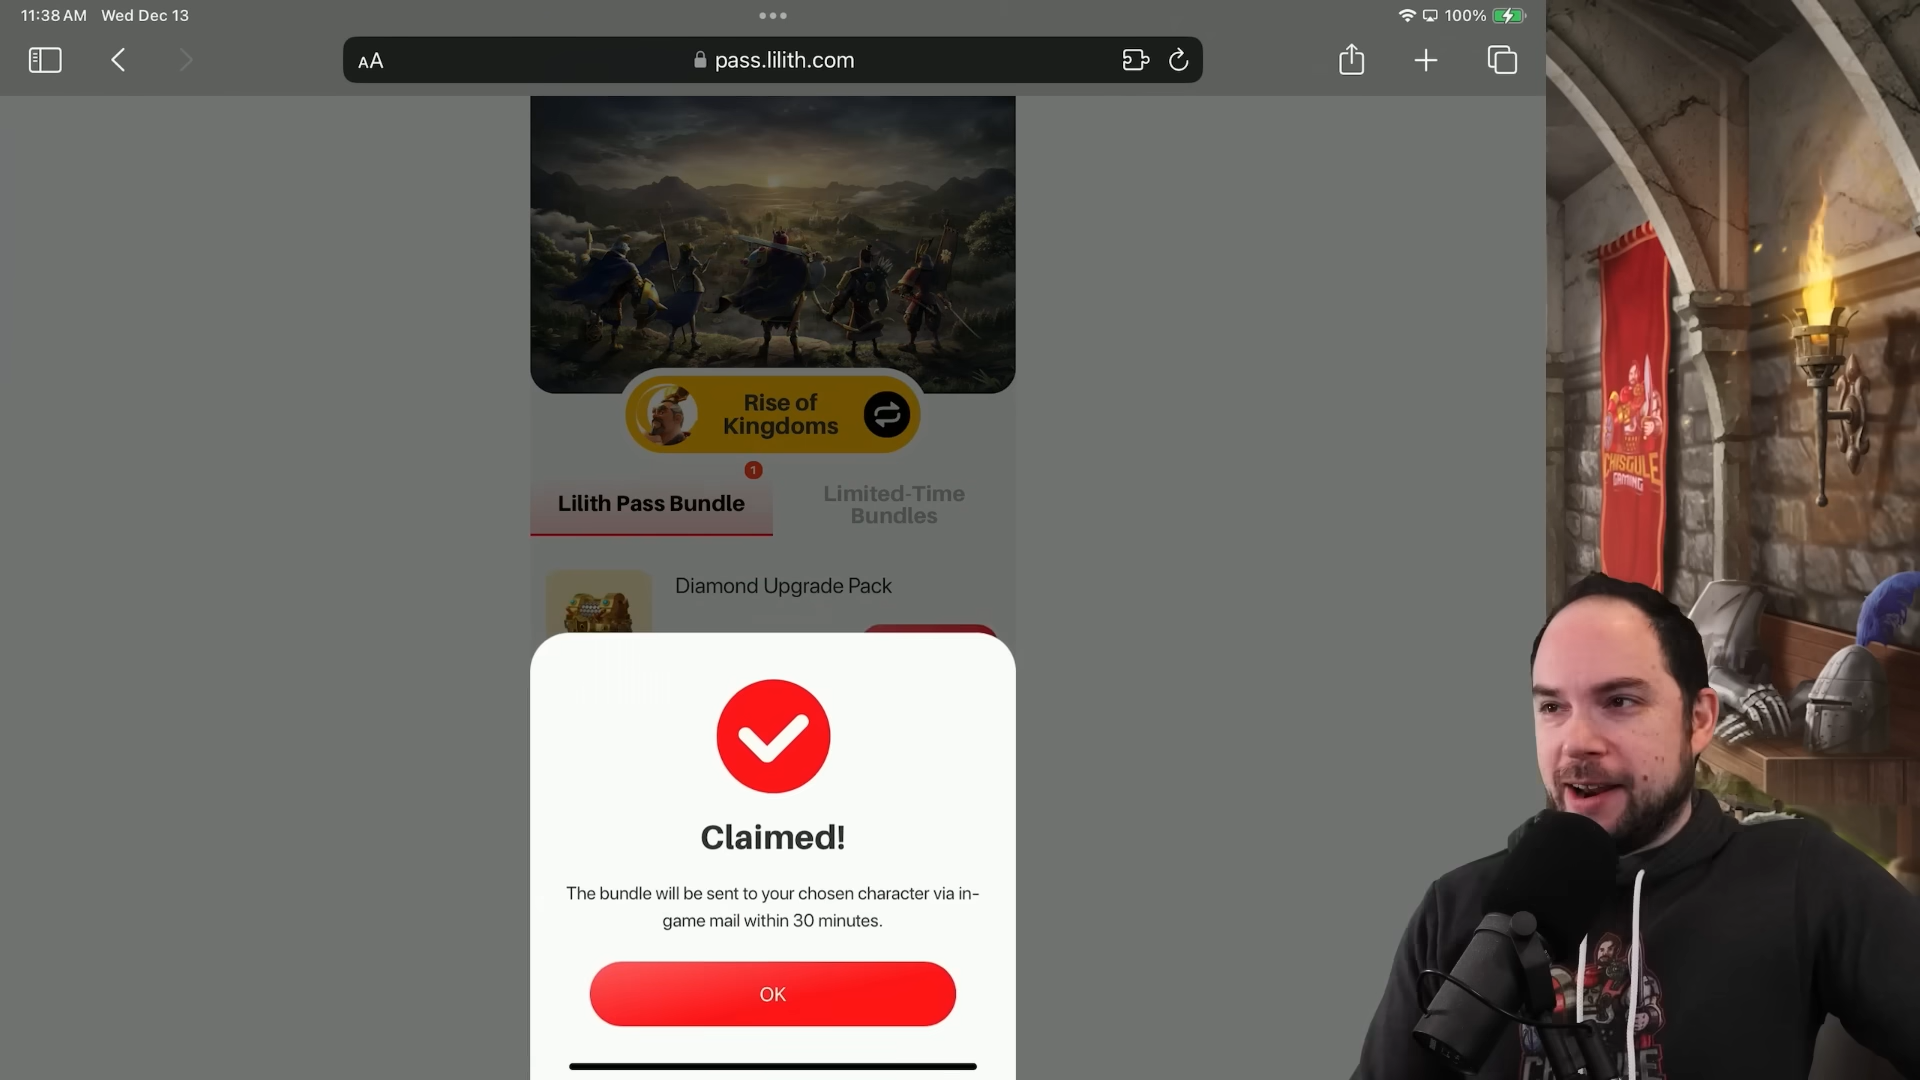 11:38 AM Wed Dec 13
100%
AA
pass.lilith.com
Rise of
Kingdoms
1
Lilith Pass Bundle
Limited-Time
Bundles
Diamond Upgrade Pack
Claimed!
The bundle will be sent to your chosen character via in-
game mail within 30 minutes.
OK
CHISGULE
GAMING